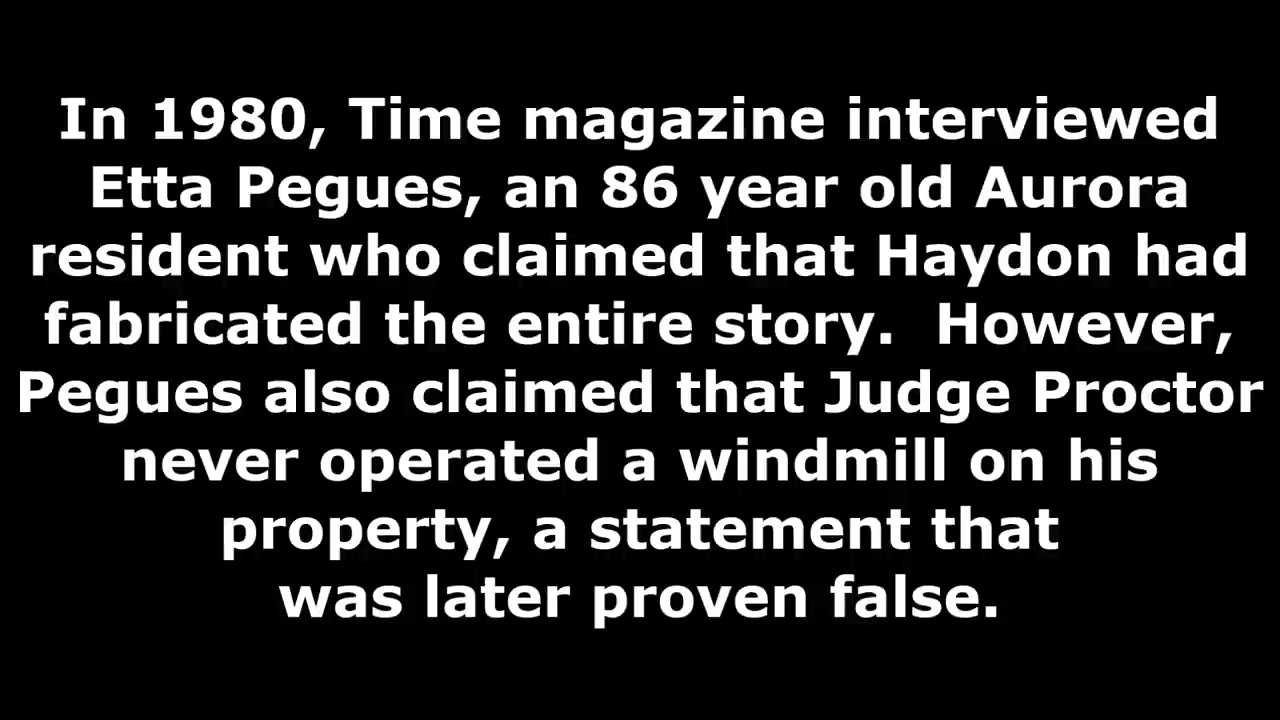 In 1980, Time magazine interviewed
Etta Pegues, an 86 year old Aurora
resident who claimed that Haydon had
fabricated the entire story.  However,
Pegues also claimed that Judge Proctor
never operated a windmill on his
property, a statement that
was later proven false.